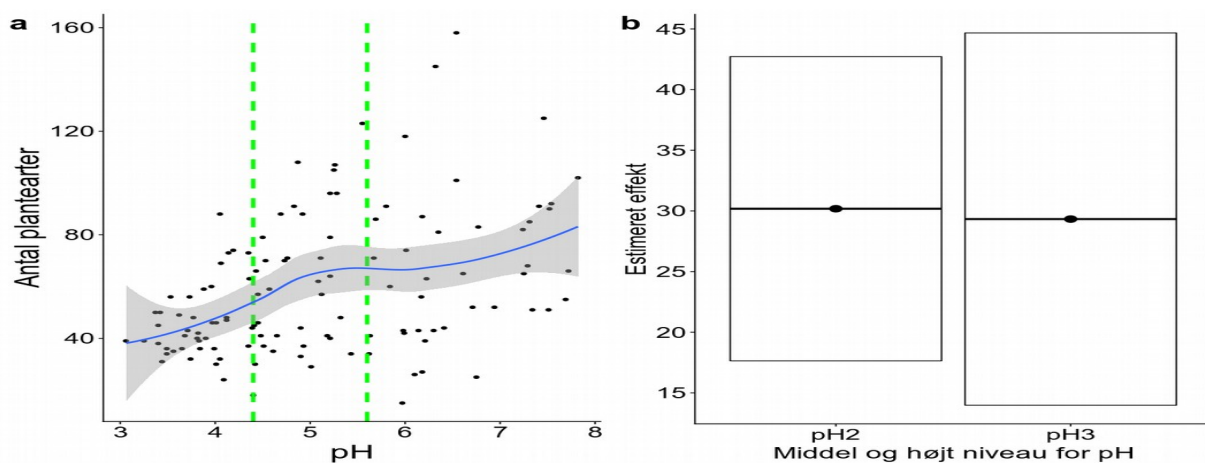 a
Antal plantearter
160
120
80
40
3 4 5 6 7 8
pH
b
Estimeret effekt
45
40
35
30
25
20
15
pH2 pH3
Middel og højt niveau for pH